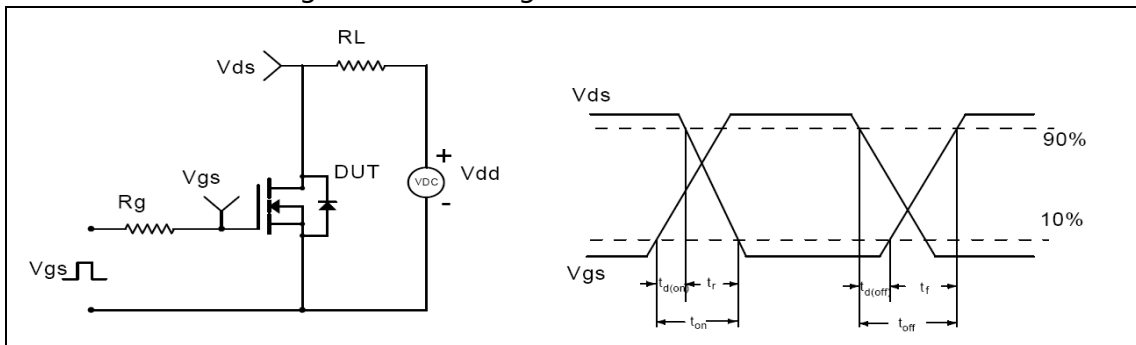 RL
Vds
+
Vdd
-
VDC
DUT
Vgs
Rg
Vgs
Vds
90%
10%
Vgs
td(on)
tr
td(off)
tf
ton
toff